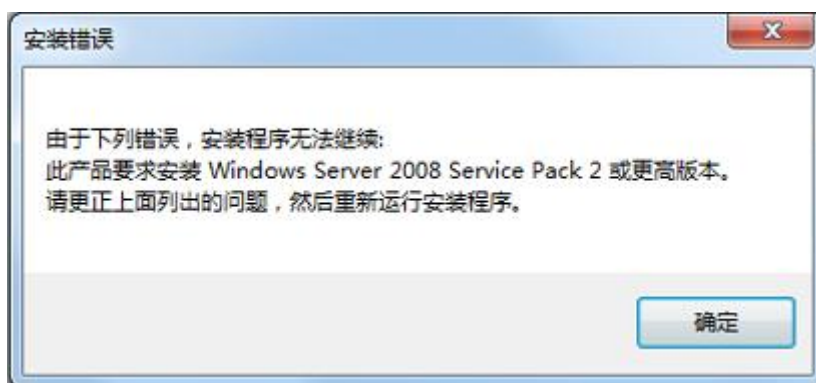 安装错误
由于下列错误，安装程序无法继续:
此产品要求安装 Windows Server 2008 Service Pack 2 或更高版本。
请更正上面列出的问题，然后重新运行安装程序。
确定